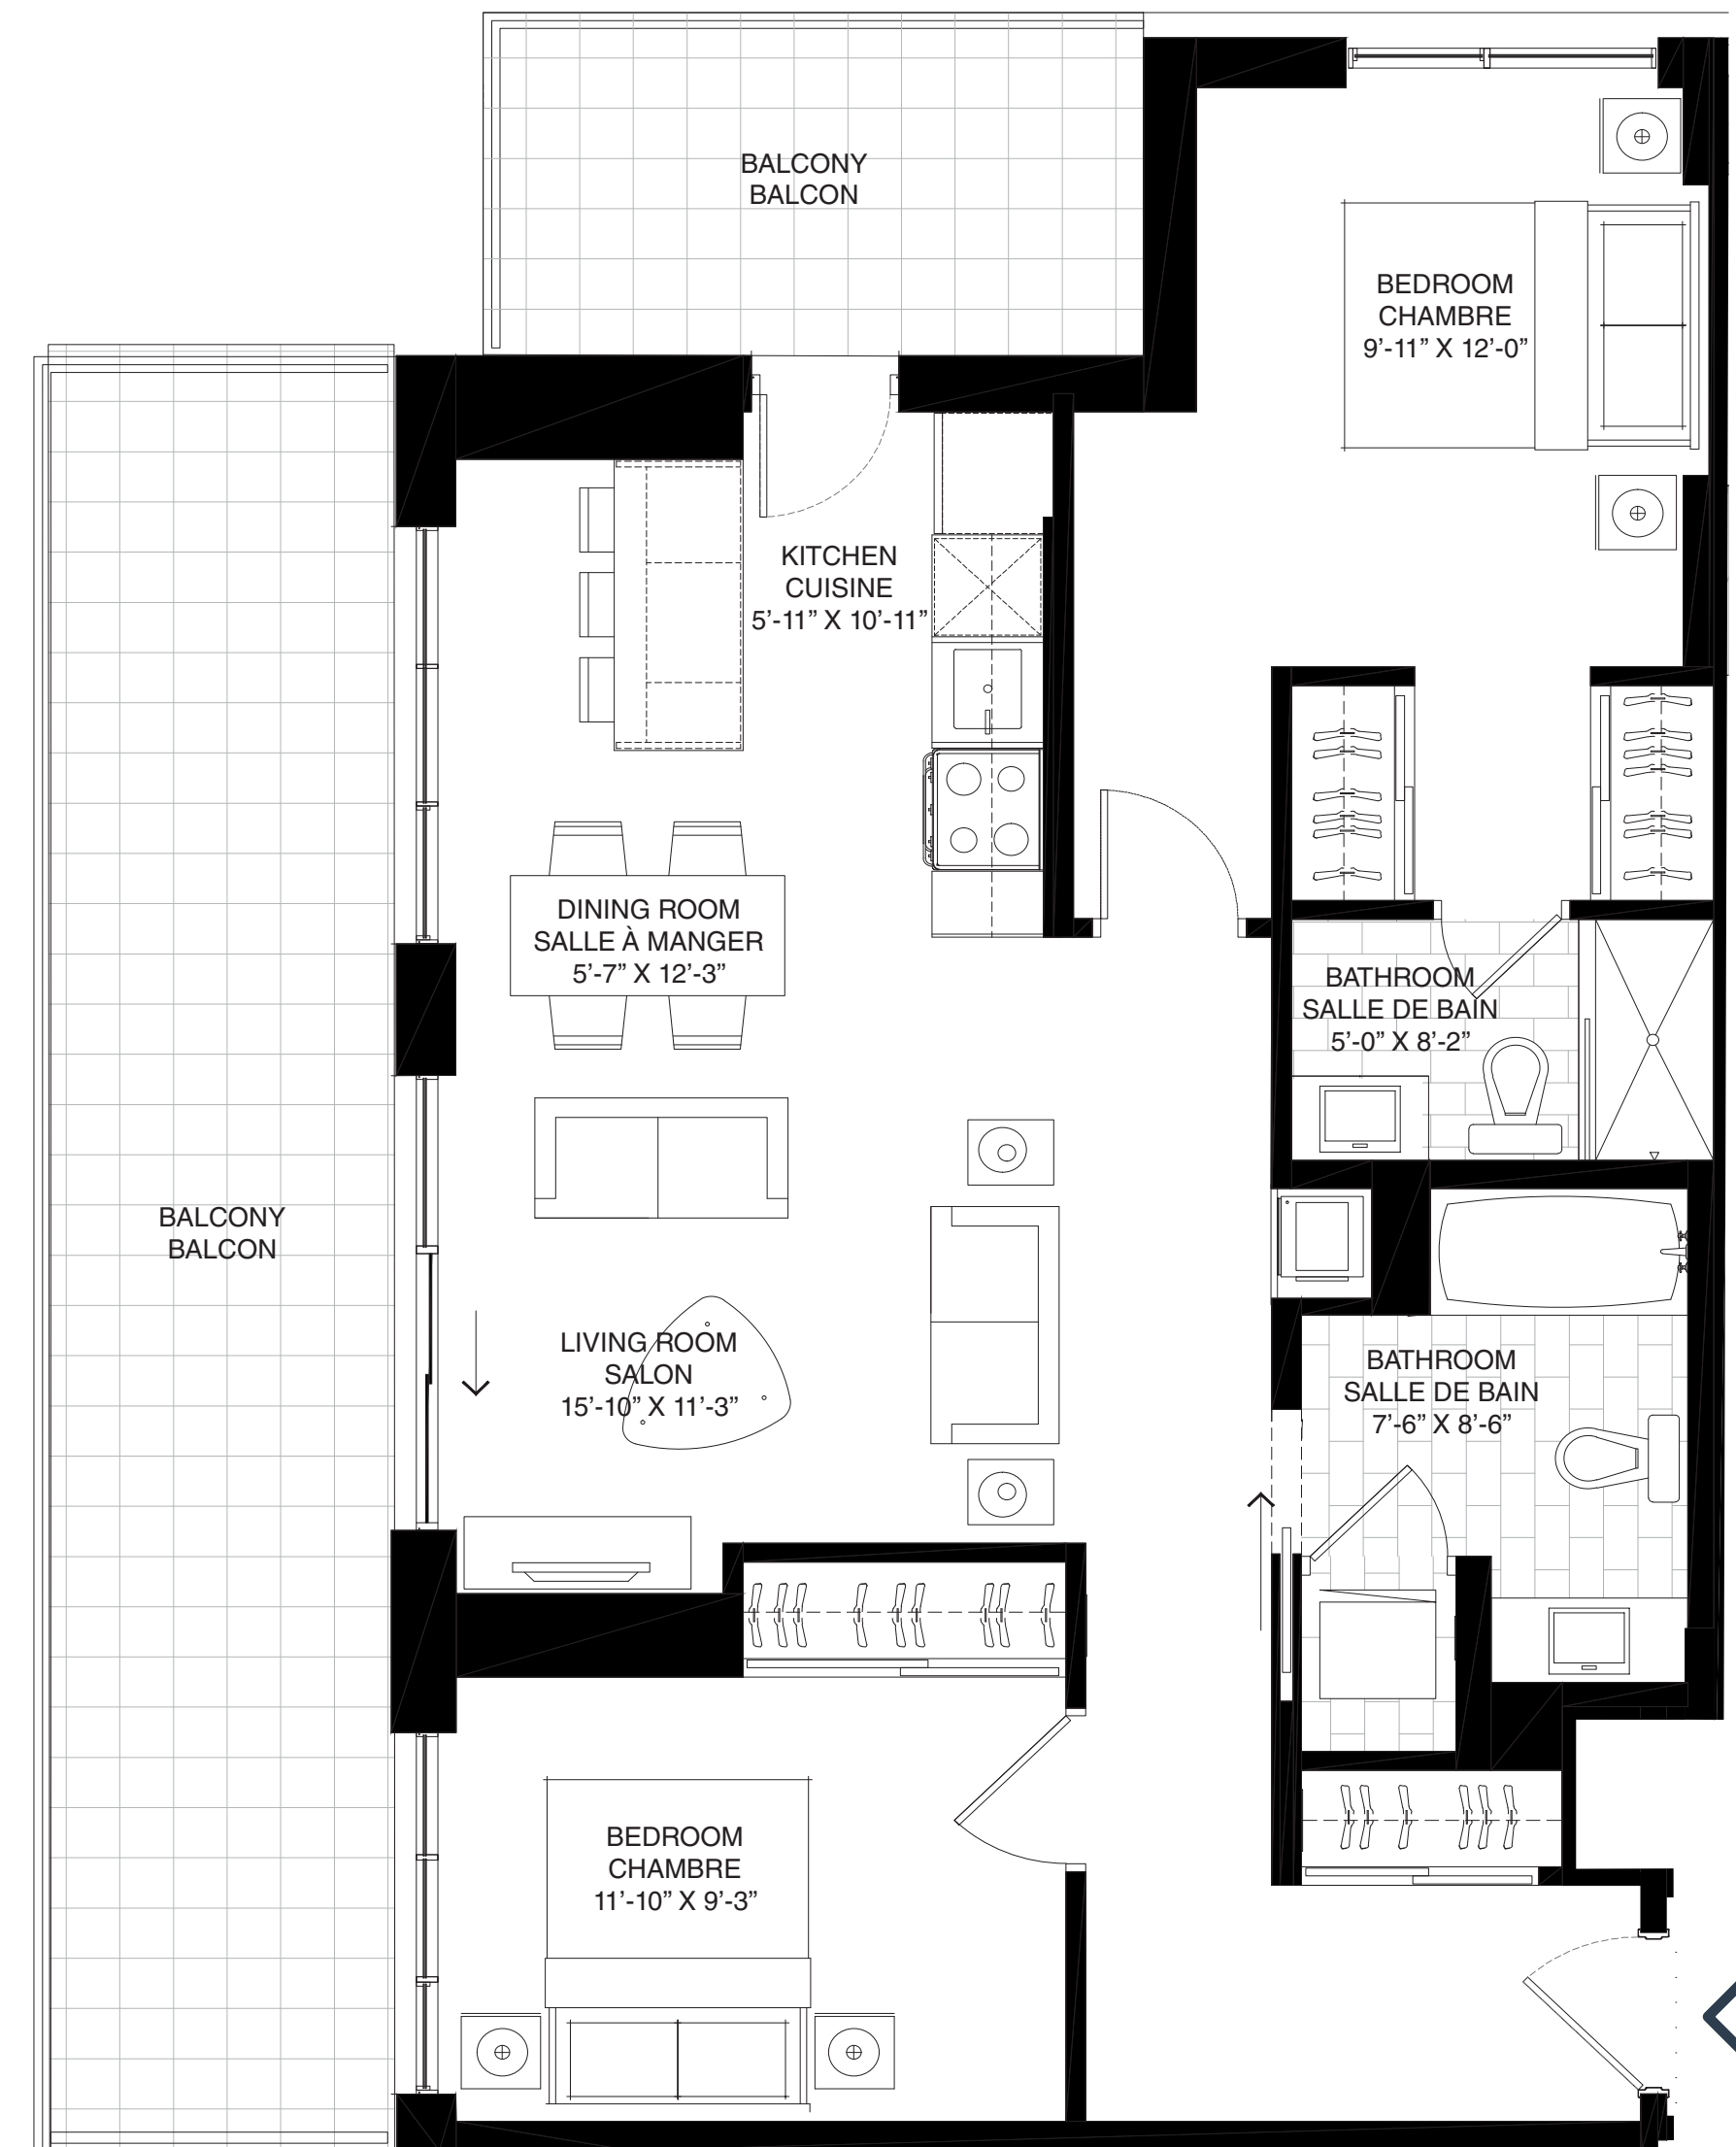 BALCONY
BALCON
BEDROOM
CHAMBRE
9’-11” X 12’-0”
KITCHEN
CUISINE
5’-11” X 10’-11”
DINING ROOM
SALLE À MANGER
5’-7” X 12’-3”
BATHROOM
SALLE DE BAIN
5’-0” X 8’-2”
BALCONY
BALCON
LIVING ROOM
SALON
15’-10” X 11’-3”
BATHROOM
SALLE DE BAIN
7’-6” X 8’-6”
BEDROOM
CHAMBRE
11’-10” X 9’-3”